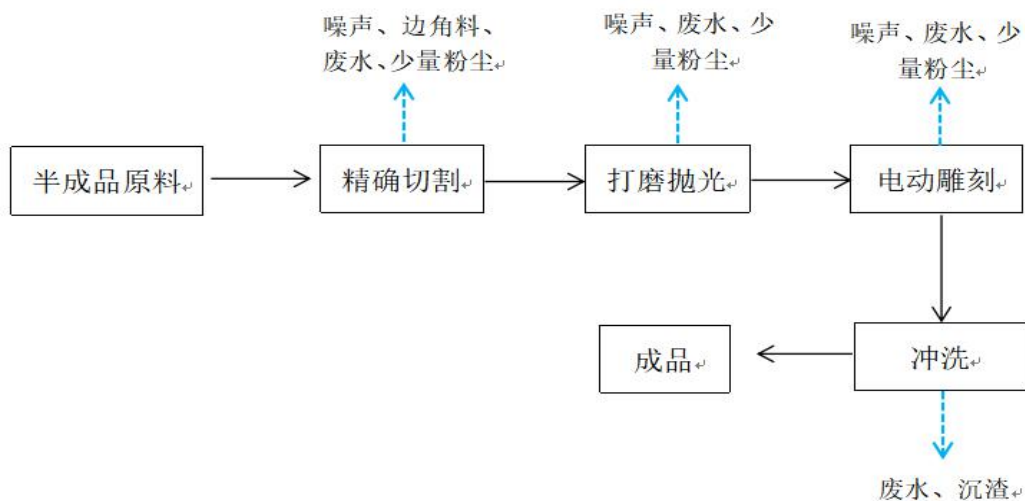 噪声、边角料、
废水、少量粉尘
噪声、废水、少
量粉尘
噪声、废水、少
量粉尘
半成品原料
精确切割
打磨抛光
电动雕刻
成品
冲洗
废水、沉渣